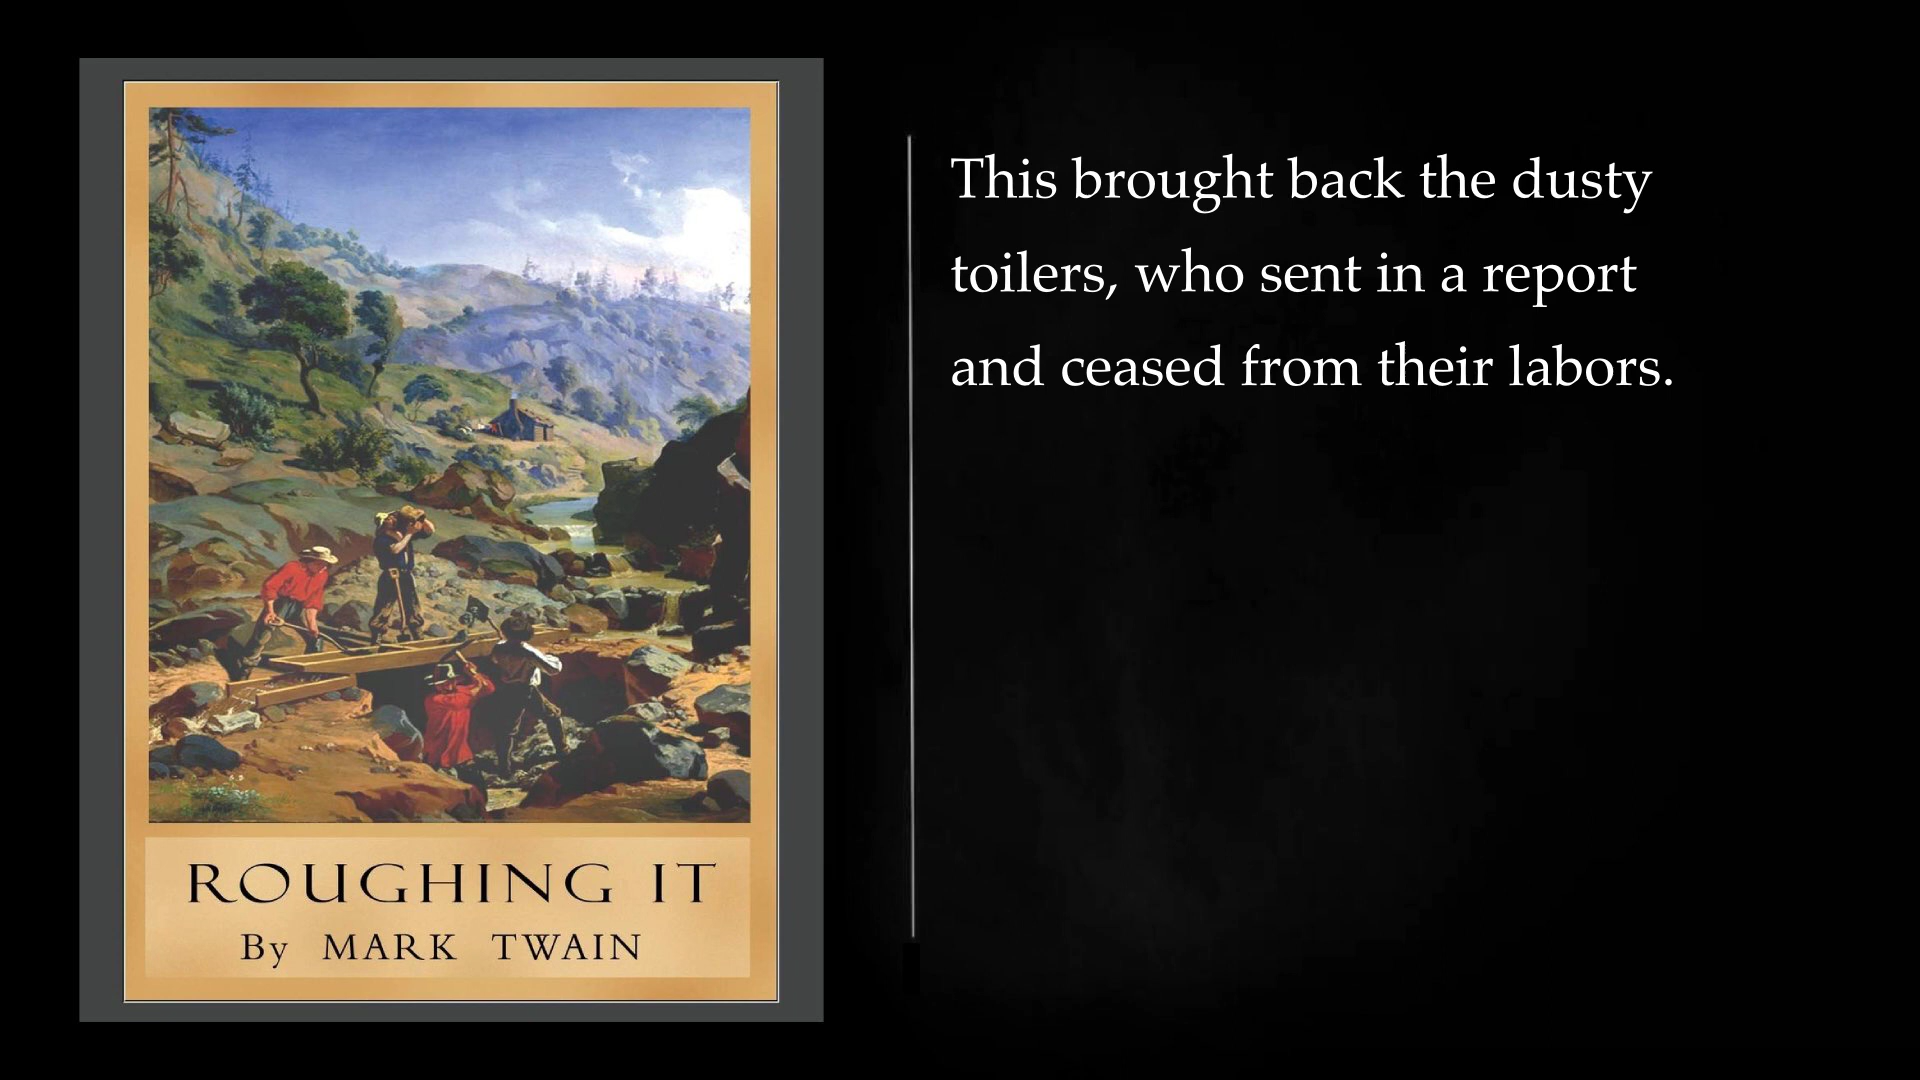 ROUGHING IT
By MARK TWAIN
This brought back the dusty
toilers, who sent in a report
and ceased from their labors.